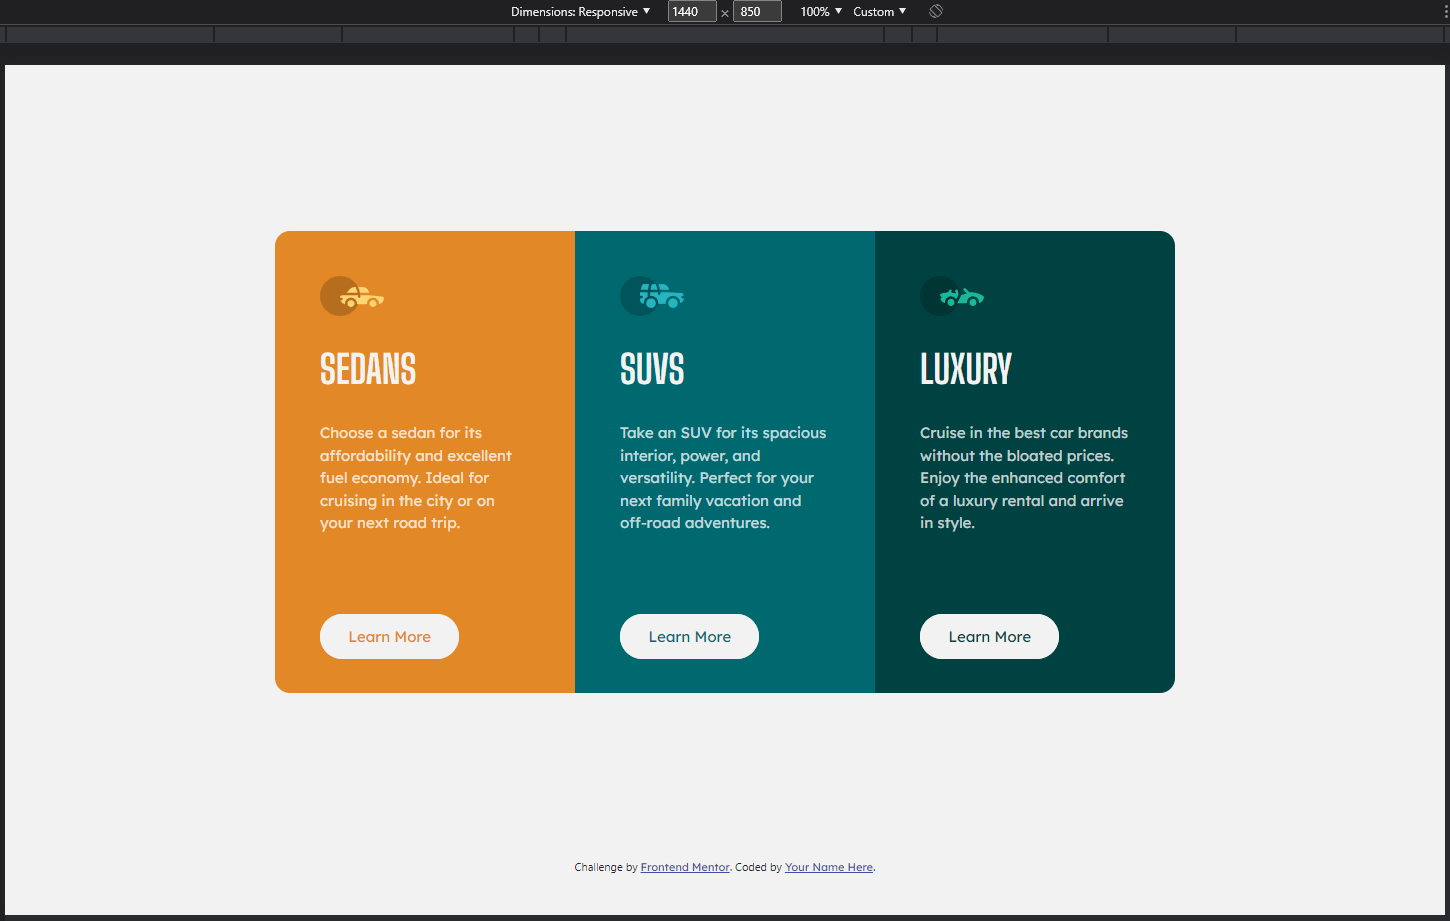 Dimensions: Responsive ▼ 1440 × 850 100% ▼ Custom ▼
SEDANS
Choose a sedan for its
affordability and excellent
fuel economy. Ideal for
cruising in the city or on
your next road trip.
Learn More
SUVS
Take an SUV for its spacious
interior, power, and
versatility. Perfect for your
next family vacation and
off-road adventures.
Learn More
LUXURY
Cruise in the best car brands
without the bloated prices.
Enjoy the enhanced comfort
of a luxury rental and arrive
in style.
Learn More
Challenge by Frontend Mentor. Coded by Your Name Here.